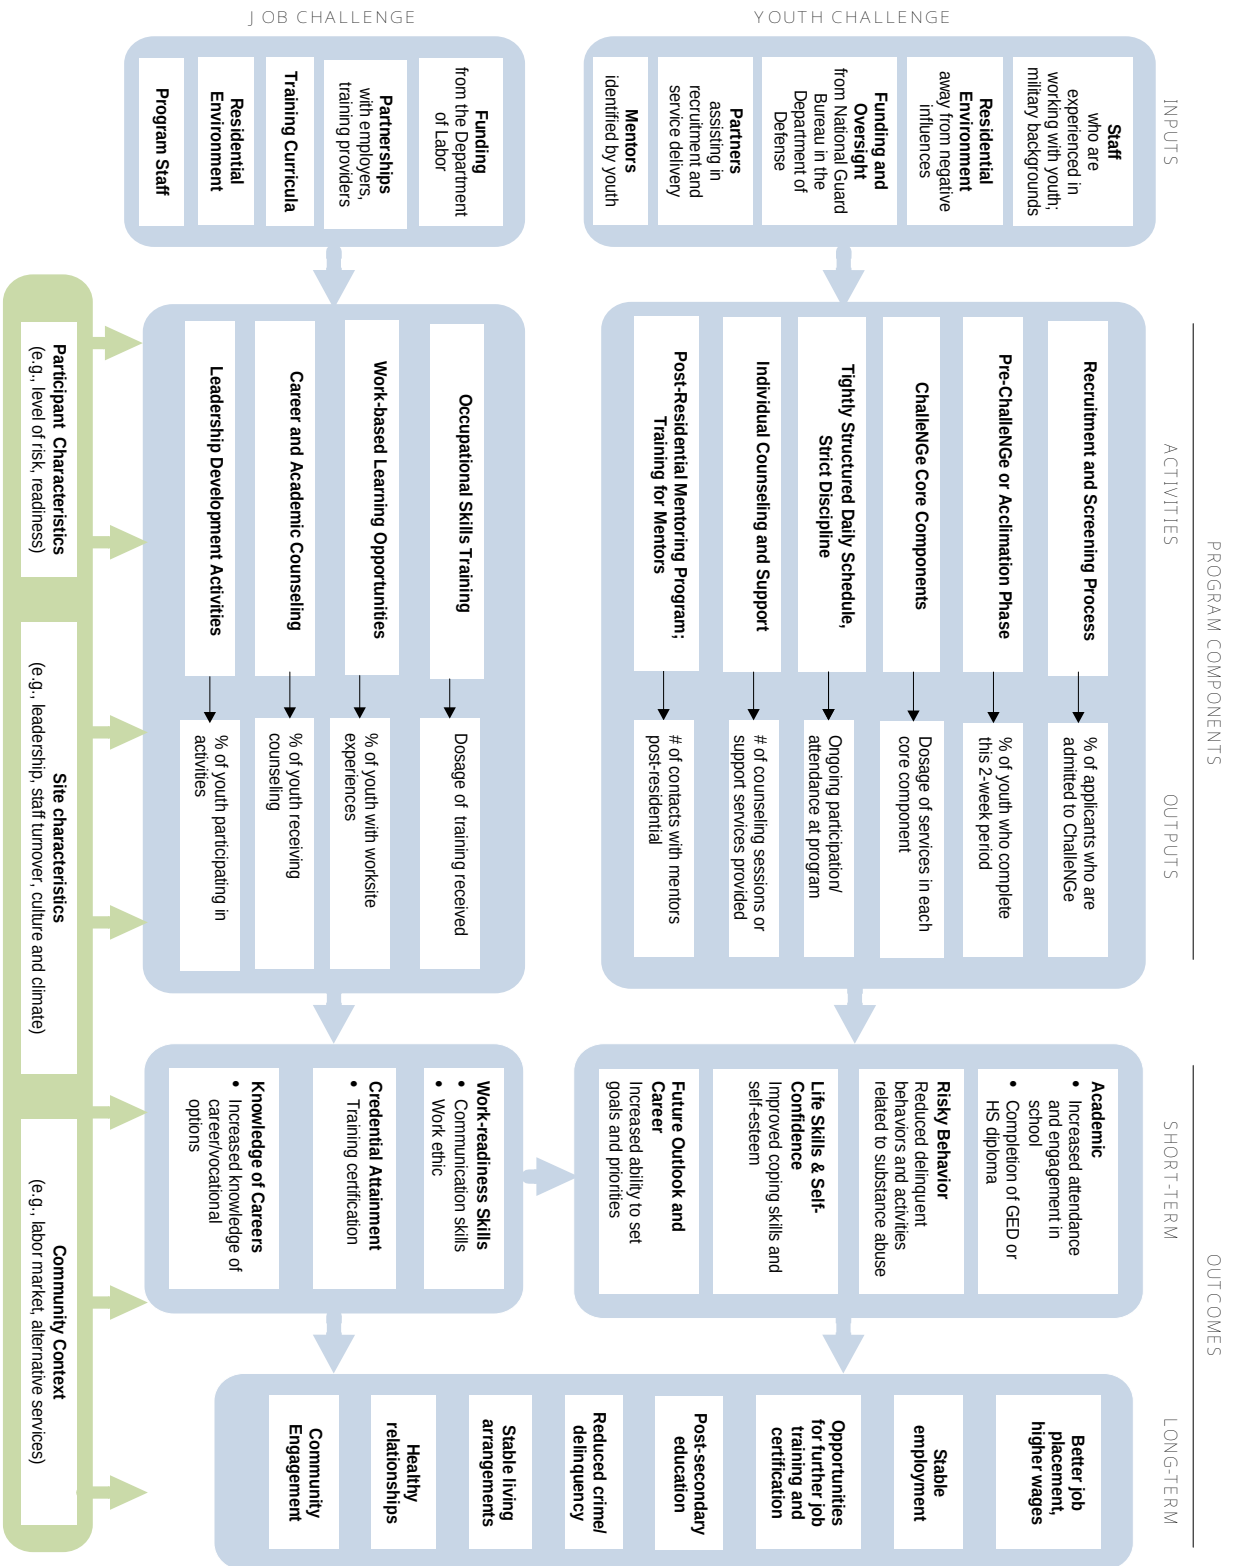 PROGRAM COMPONENTS
OUTCOMES
INPUTS
ACTIVITIES
OUTPUTS
SHORT-TERM
LONG-TERM
YOUTH CHALLENGE
Staff
who are
experienced in
working with youth;
military backgrounds
Residential
Environment
away from negative
influences
Funding and
Oversight
from National Guard
Bureau in the
Department of
Defense
Partners
assisting in
recruitment and
service delivery
Mentors
identified by youth
Recruitment and Screening Process
Pre-ChalleNGe or Acclimation Phase
ChalleNGe Core Components
Tightly Structured Daily Schedule,
Strict Discipline
Individual Counseling and Support
Post-Residential Mentoring Program;
Training for Mentors
% of applicants who are
admitted to ChalleNGe
% of youth who complete
this 2-week period
Dosage of services in each
core component
Ongoing participation/
attendance at program
# of counseling sessions or
support services provided
# of contacts with mentors
post-residential
Academic
• Increased attendance
and engagement in
school
• Completion of GED or
HS diploma
Risky Behavior
Reduced delinquent
behaviors and activities
related to substance abuse
Life Skills & Self-
Confidence
Improved coping skills and
self-esteem
Future Outlook and
Career
Increased ability to set
goals and priorities
Better job
placement,
higher wages
Stable
employment
Opportunities
for further job
training and
certification
Post-secondary
education
Reduced crime/
delinquency
Stable living
arrangements
Healthy
relationships
Community
Engagement
JOB CHALLENGE
Funding
from the Department
of Labor
Partnerships
with employers,
training providers
Training Curricula
Residential
Environment
Program Staff
Occupational Skills Training
Work-based Learning Opportunities
Career and Academic Counseling
Leadership Development Activities
Dosage of training received
% of youth with worksite
experiences
% of youth receiving
counseling
% of youth participating in
activities
Work-readiness Skills
• Communication skills
• Work ethic
Credential Attainment
• Training certification
Knowledge of Careers
• Increased knowledge of
career/vocational
options
Participant Characteristics
(e.g., level of risk, readiness)
Site characteristics
(e.g., leadership, staff turnover, culture and climate)
Community Context
(e.g., labor market, alternative services)